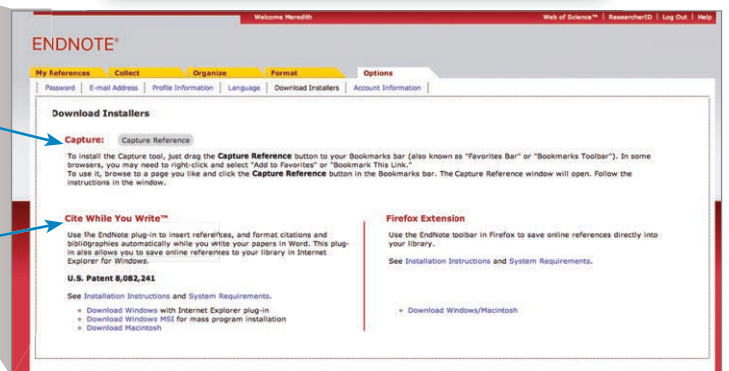 Welcome Meredith
Web of Science™ | ResearcherID | Log Out | Help
ENDNOTE®
My References Collect Organize Format Options
Password | E-mail Address | Profile Information | Language | Download Installers | Account Information |
Download Installers
Capture: Capture Reference
To install the Capture tool, just drag the Capture Reference button to your Bookmarks bar (also known as "Favorites Bar" or "Bookmarks Toolbar"). In some
browsers, you may need to right-click and select "Add to Favorites" or "Bookmark This Link."
To use it, browse to a page you like and click the Capture Reference button in the Bookmarks bar. The Capture Reference window will open. Follow the
instructions in the window.
Cite While You Write™
Use the EndNote plug-in to insert references, and format citations and
bibliographies automatically while you write your papers in Word. This plug-
in also allows you to save online references to your library in Internet
Explorer for Windows.
U.S. Patent 8,082,241
See Installation Instructions and System Requirements.
Download Windows with Internet Explorer plug-in
Download Windows MSI for mass program installation
Download Macintosh
Firefox Extension
Use the EndNote toolbar in Firefox to save online references directly into
your library.
See Installation Instructions and System Requirements.
Download Windows/Macintosh